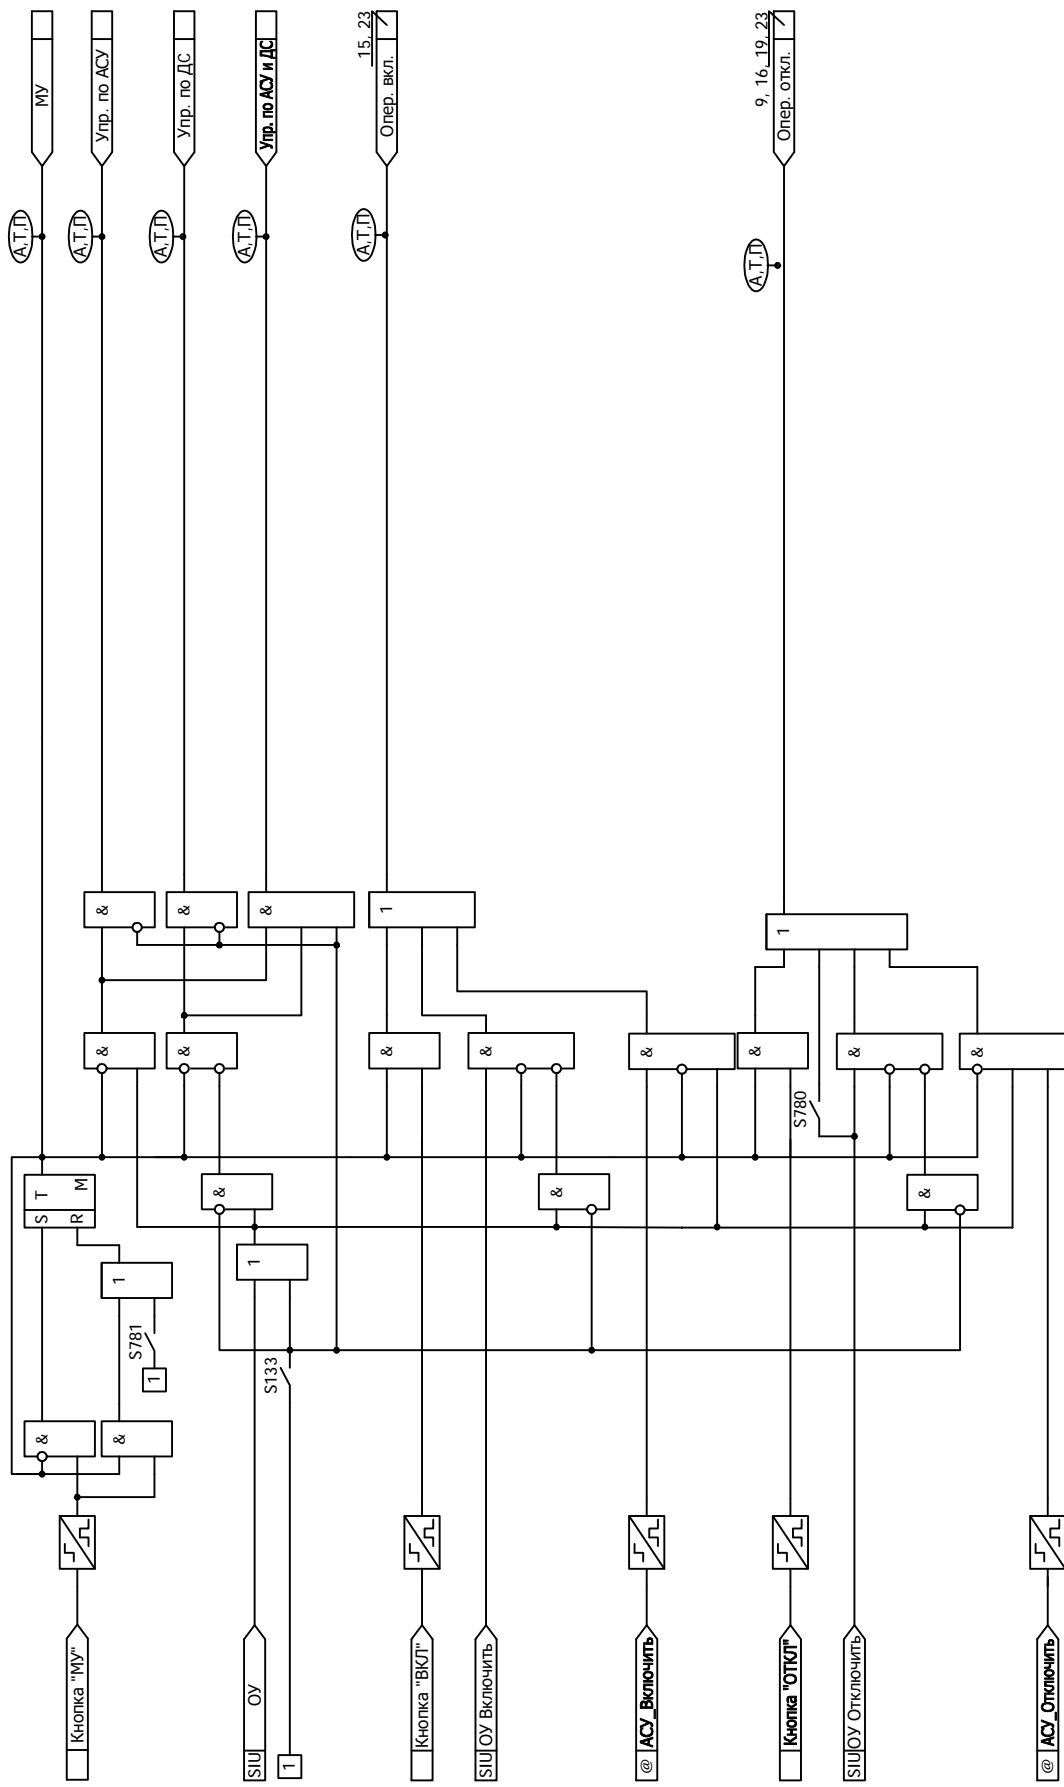 Кнопка "МУ"
SIU ОУ
1
Кнопка "ВКЛ"
SIU ОУ Включить
@ АСУ_Включить
Кнопка "ОТКЛ"
SIU ОУ Отключить
@ АСУ_Отключить
&
&
1
S781
1
S T
R M
S133
1
&
&
&
&
&
&
&
&
&
&
&
S780
&
&
&
&
1
1
А,Т,П
А,Т,П
А,Т,П
А,Т,П
А,Т,П
А,Т,П
МУ
Упр. по АСУ
Упр. по ДС
Упр. по АСУ и ДС
15, 23
Опер. вкл.
9, 16, 19, 23
Опер. откл.